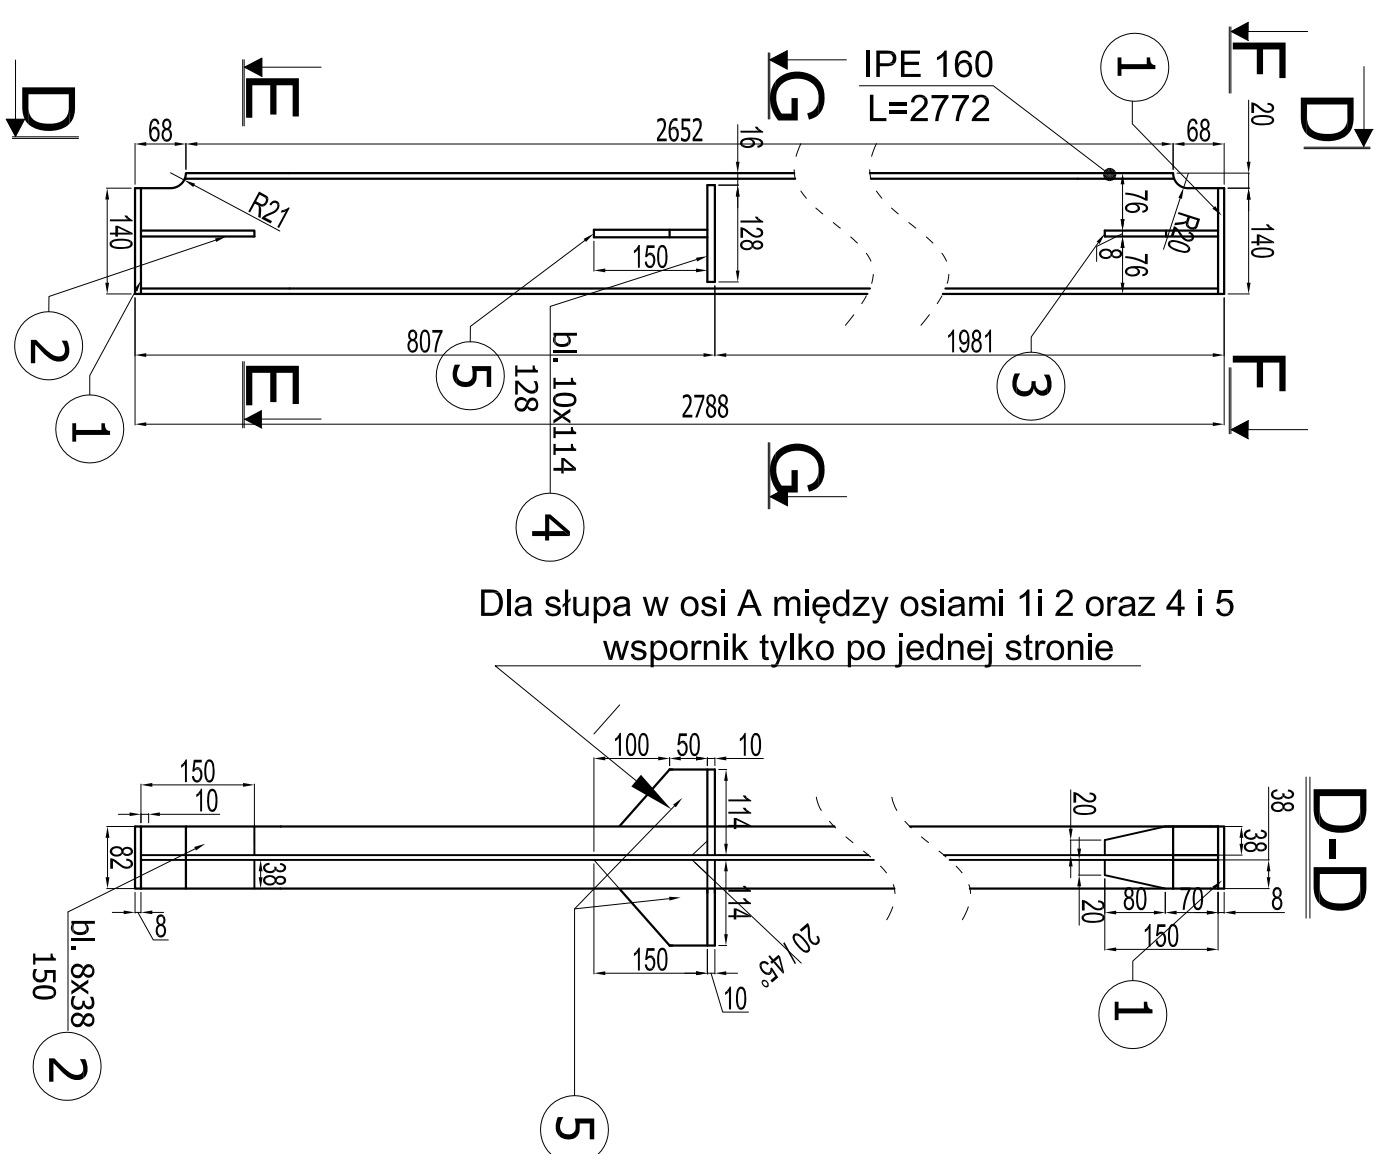 D
E
G
IPE 160
L=2772
1
F
D
20
68
2652
16
68
140
R21
150
128
76
8
76
R20
140
2
1
807
5
bl. 10x114
128
4
1981
3
E
2788
G
F
Dla słupa w osi A między osiami 1i 2 oraz 4 i 5
wspornik tylko po jednej stronie
D-D
150
10
82
38
8
bl. 8x38
150
2
100
50
10
114
114
150
10
20
45°
5
20
20
80
70
150
38
38
8
1